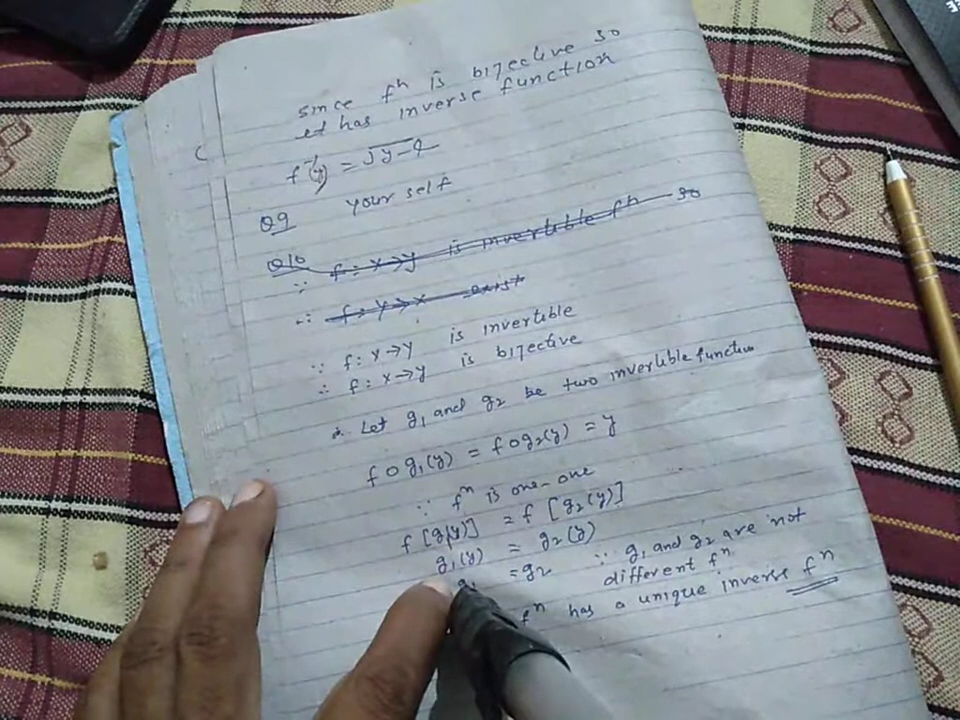 since fn is bijective so
it has inverse function
f⁻¹(y) = √y-9
Q9 your self
Q10 ∵ f: X→Y is invertible fn so
∴ f: Y→X exist
∵ f: X→Y is invertible
∴ f: X→Y is bijective
∴ Let g₁ and g₂ be two invertible function
f o g₁(y) = f o g₂(y) = y
∵ fⁿ is one-one
f [g₁(y)] = f [g₂(y)]
g₁(y) = g₂(y)
g₁ = g₂ ∵ g₁ and g₂ are not
different fⁿ
fⁿ has a unique inverse fⁿ